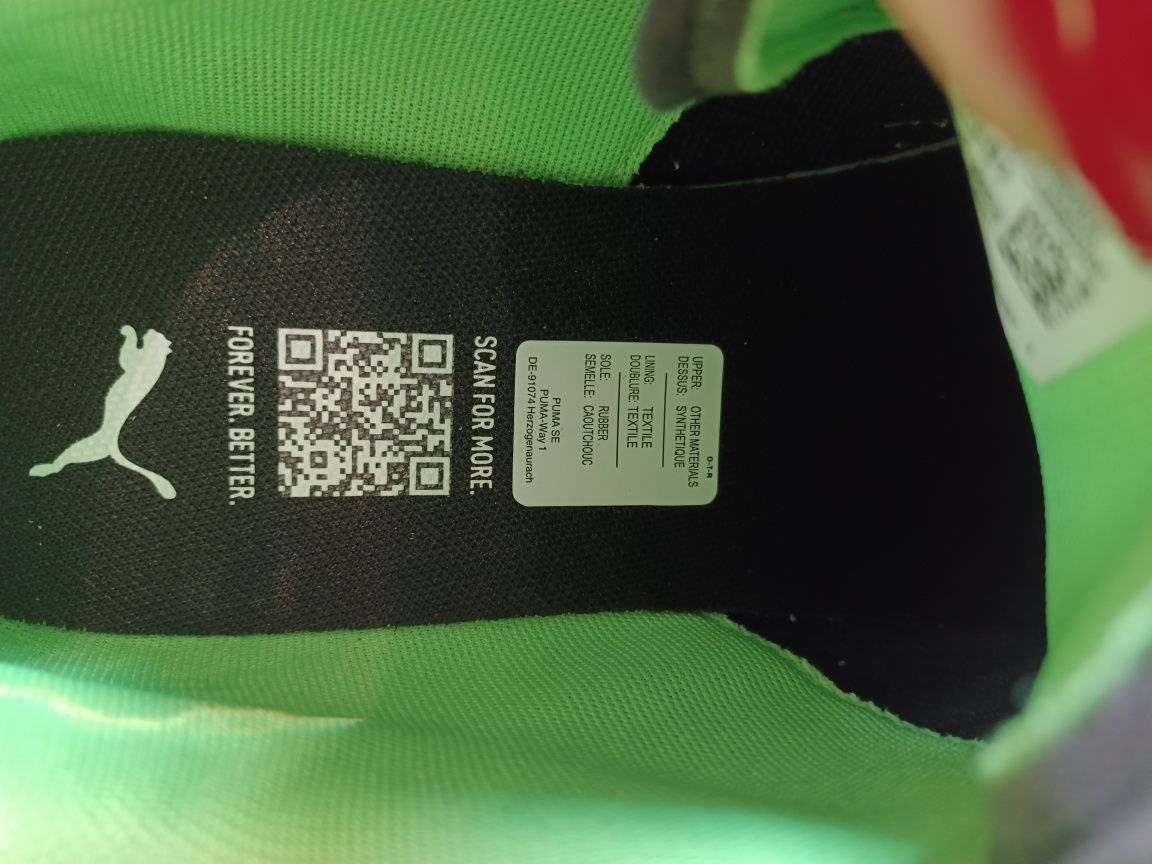 FOREVER. BETTER.
SCAN FOR MORE.
O-T-R
UPPER: OTHER MATERIALS
DESSUS: SYNTHETIQUE
LINING: TEXTILE
DOUBLURE: TEXTILE
SOLE: RUBBER
SEMELLE: CAOUTCHOUC
PUMA SE
PUMA-Way 1
DE-91074 Herzogenaurach